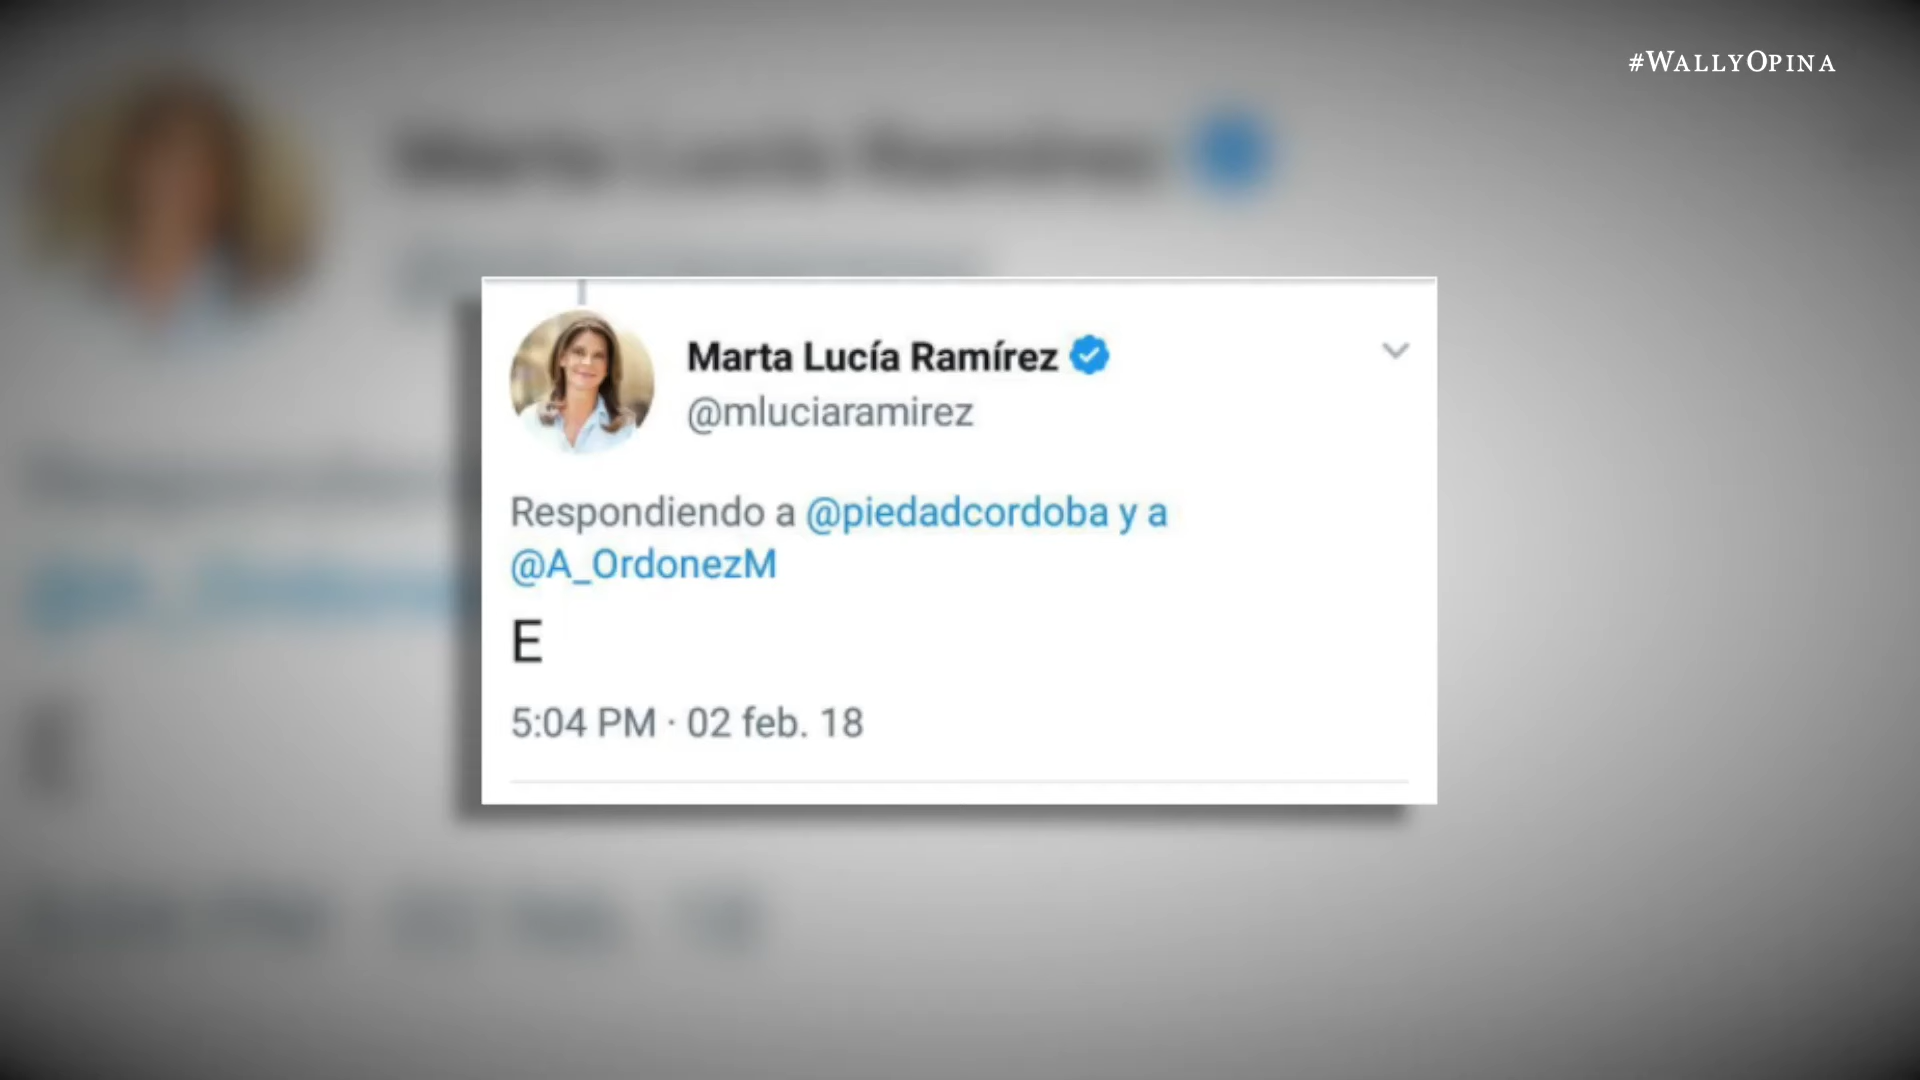 #WALLYOPINA
Marta Lucía Ramírez
@mluciaramirez
Respondiendo a @piedadcordoba y a
@A_OrdonezM
E
5:04 PM · 02 feb. 18